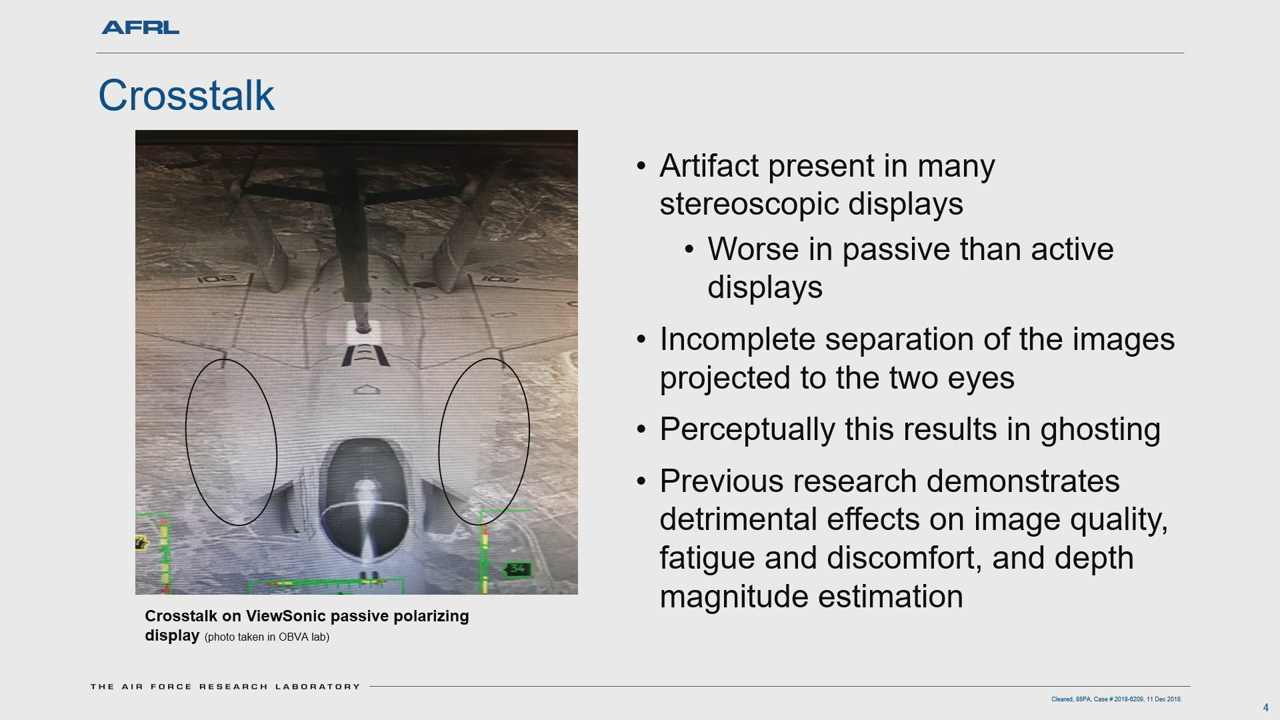 AFRL
Crosstalk
102
102
34
Crosstalk on ViewSonic passive polarizing
display (photo taken in OBVA lab)
• Artifact present in many
stereoscopic displays
• Worse in passive than active
displays
• Incomplete separation of the images
projected to the two eyes
• Perceptually this results in ghosting
• Previous research demonstrates
detrimental effects on image quality,
fatigue and discomfort, and depth
magnitude estimation
THE AIR FORCE RESEARCH LABORATORY
Cleared, 88PA, Case # 2018-6209, 11 Dec 2018.
4